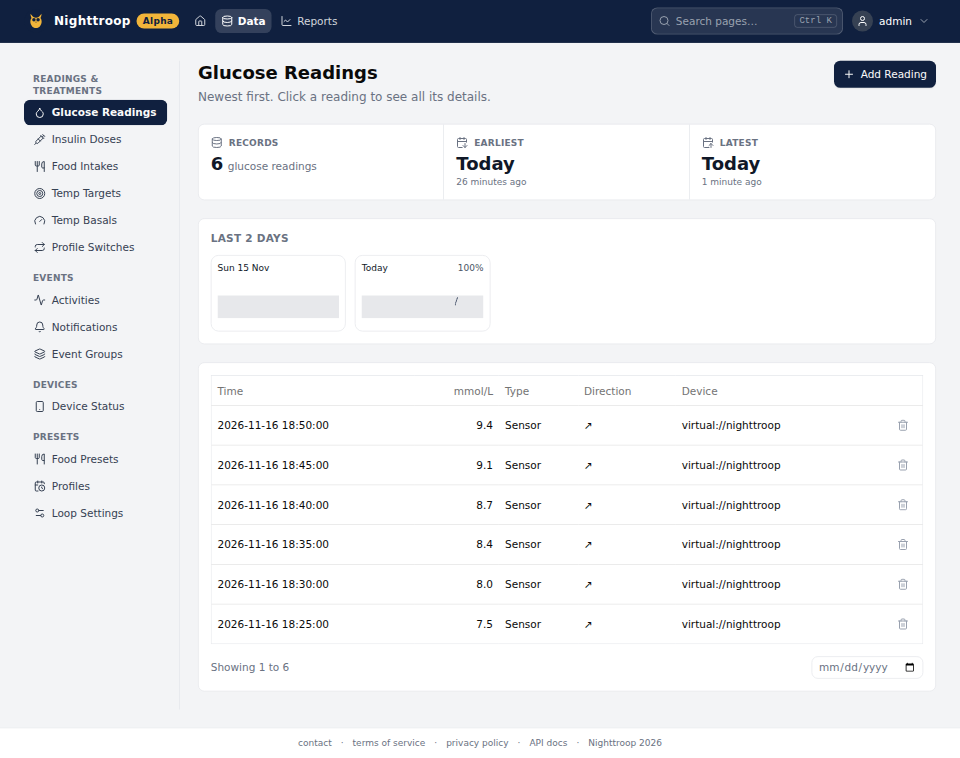 Nighttroop Alpha Data Reports Search pages... Ctrl K admin
READINGS &
TREATMENTS
Glucose Readings
Insulin Doses
Food Intakes
Temp Targets
Temp Basals
Profile Switches
EVENTS
Activities
Notifications
Event Groups
DEVICES
Device Status
PRESETS
Food Presets
Profiles
Loop Settings
Glucose Readings
Newest first. Click a reading to see all its details.
+ Add Reading
RECORDS
6 glucose readings
EARLIEST
Today
26 minutes ago
LATEST
Today
1 minute ago
LAST 2 DAYS
Sun 15 Nov
Today 100%
Time mmol/L Type Direction Device
2026-11-16 18:50:00 9.4 Sensor ↗ virtual://nighttroop
2026-11-16 18:45:00 9.1 Sensor ↗ virtual://nighttroop
2026-11-16 18:40:00 8.7 Sensor ↗ virtual://nighttroop
2026-11-16 18:35:00 8.4 Sensor ↗ virtual://nighttroop
2026-11-16 18:30:00 8.0 Sensor ↗ virtual://nighttroop
2026-11-16 18:25:00 7.5 Sensor ↗ virtual://nighttroop
Showing 1 to 6 mm/dd/yyyy
contact · terms of service · privacy policy · API docs · Nighttroop 2026